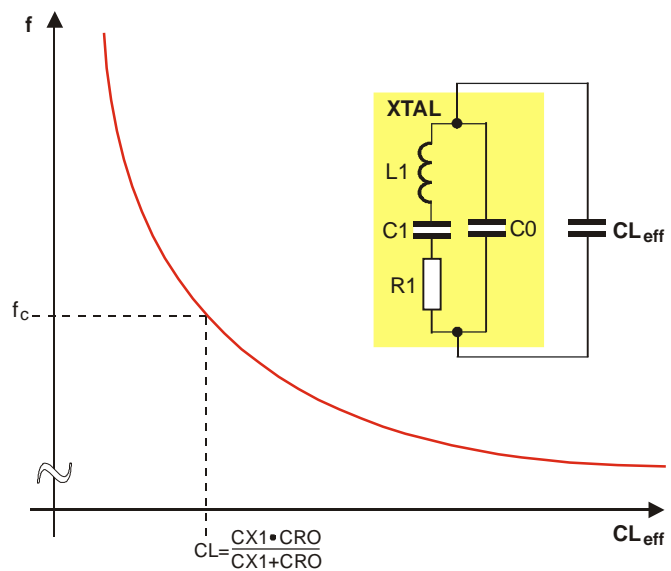 f
XTAL
L1
C1
C0
CLeff
R1
fc
CL=CX1•CRO
CX1+CRO
CLeff